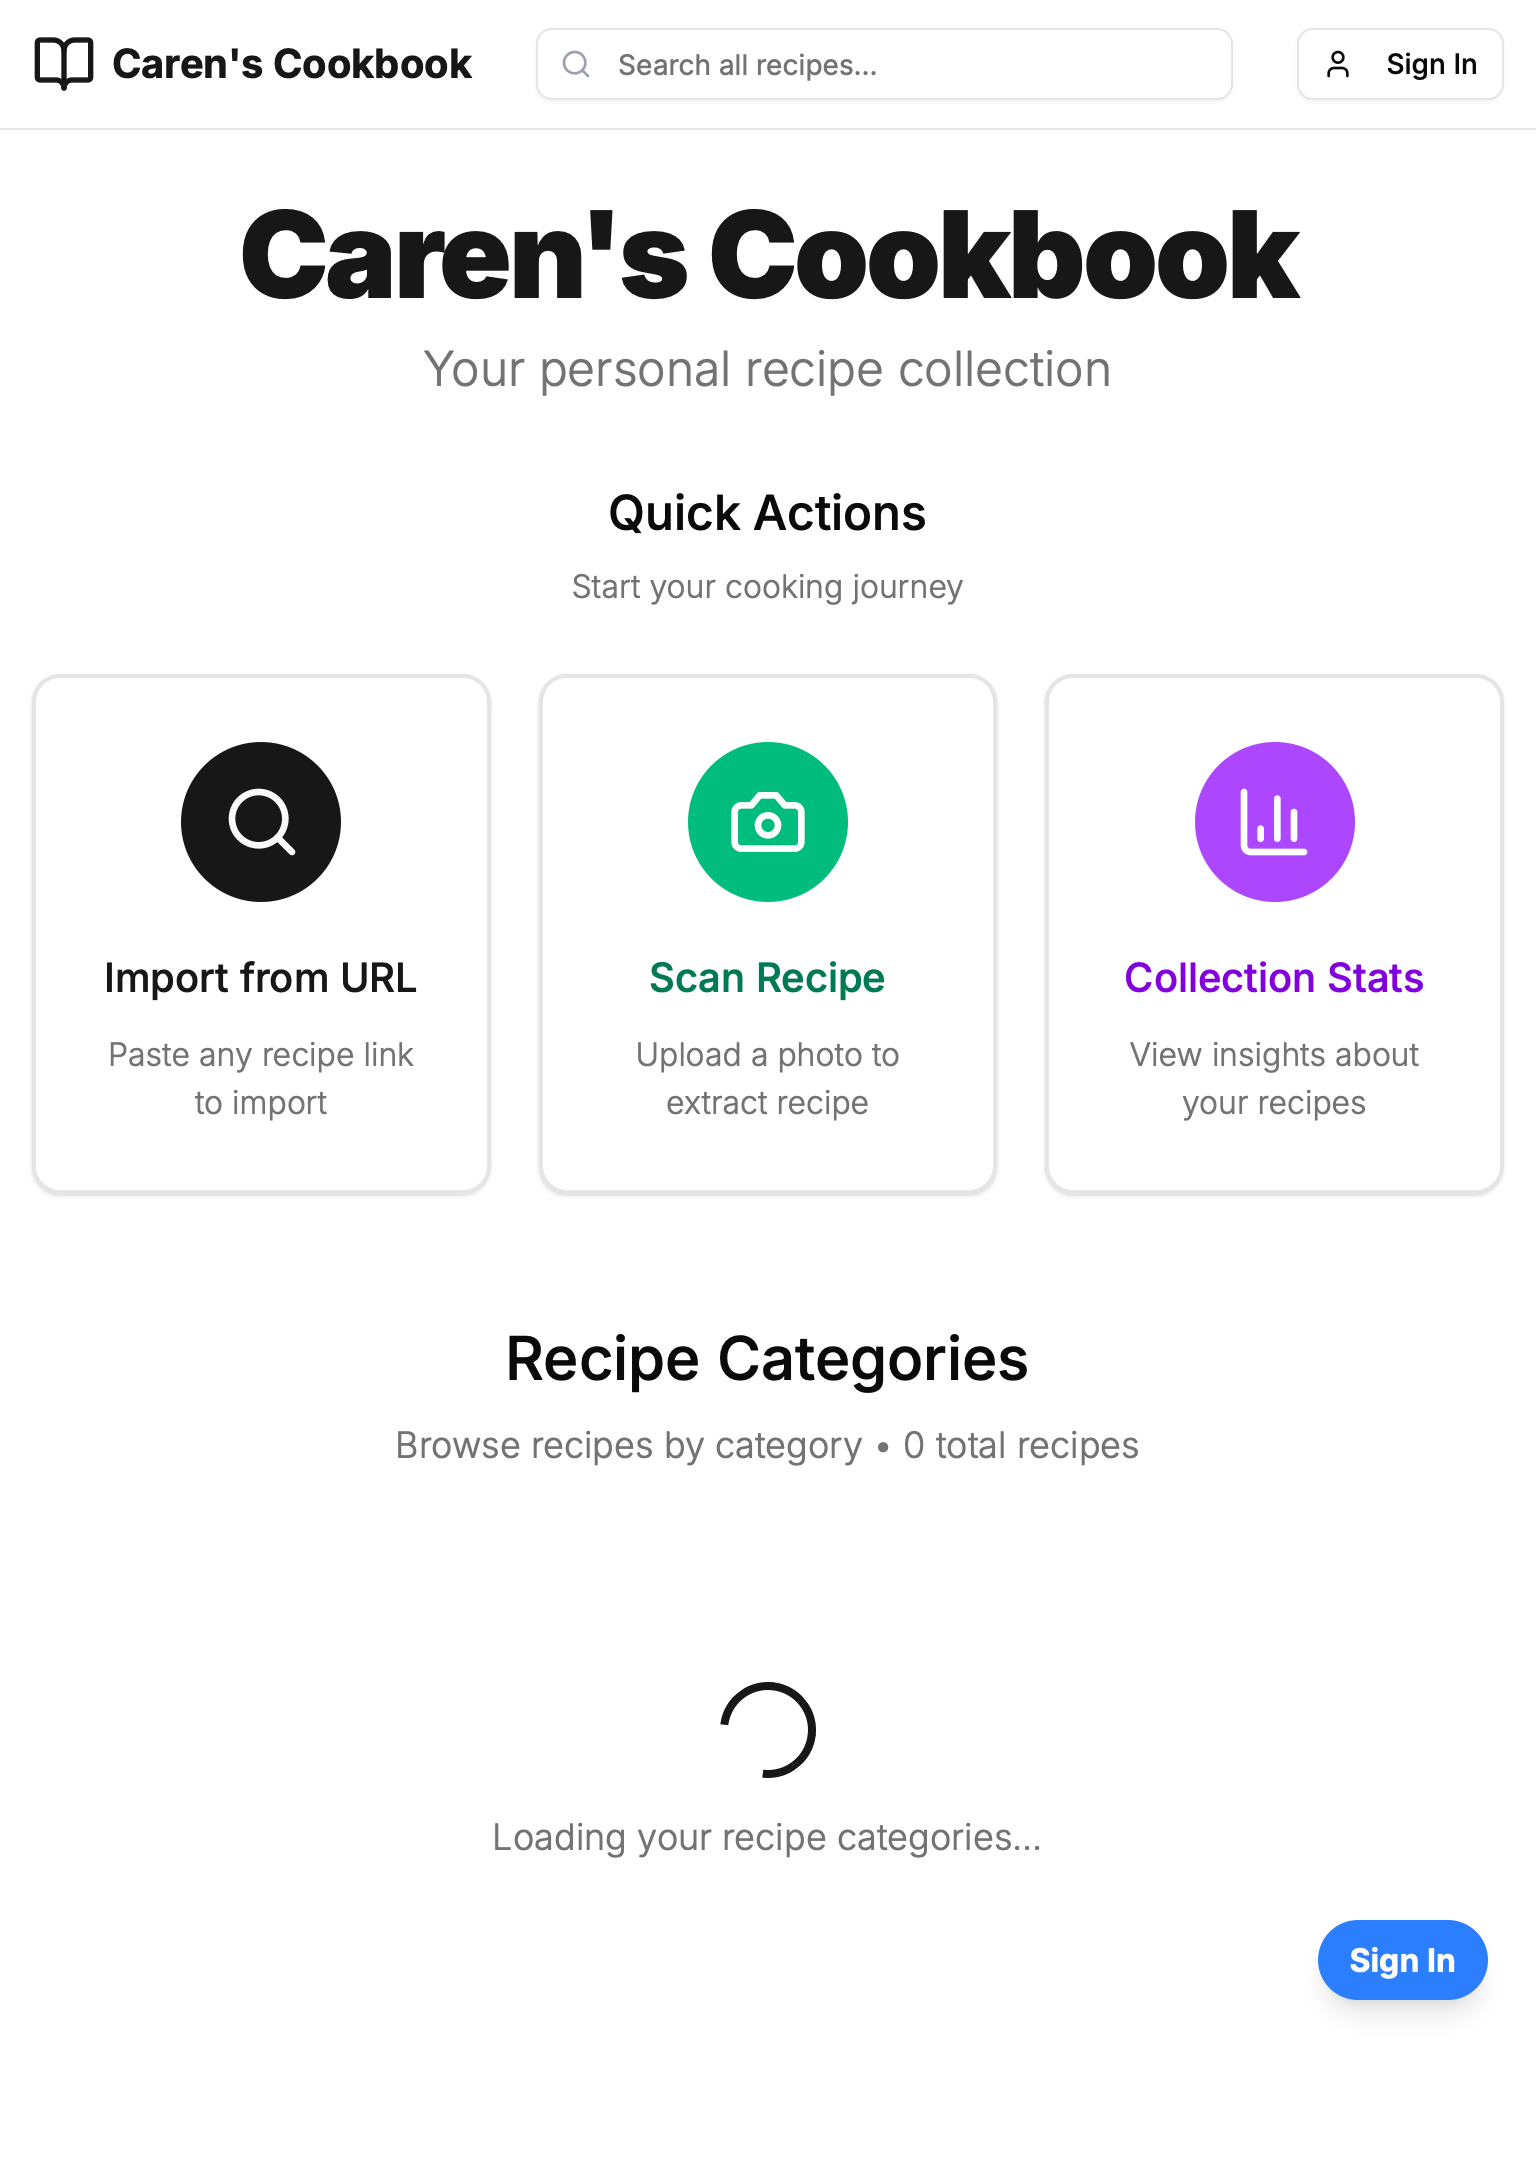 Caren's Cookbook
Search all recipes...
Sign In
Caren's Cookbook
Your personal recipe collection
Quick Actions
Start your cooking journey
Import from URL
Paste any recipe link
to import
Scan Recipe
Upload a photo to
extract recipe
Collection Stats
View insights about
your recipes
Recipe Categories
Browse recipes by category • 0 total recipes
Loading your recipe categories...
Sign In